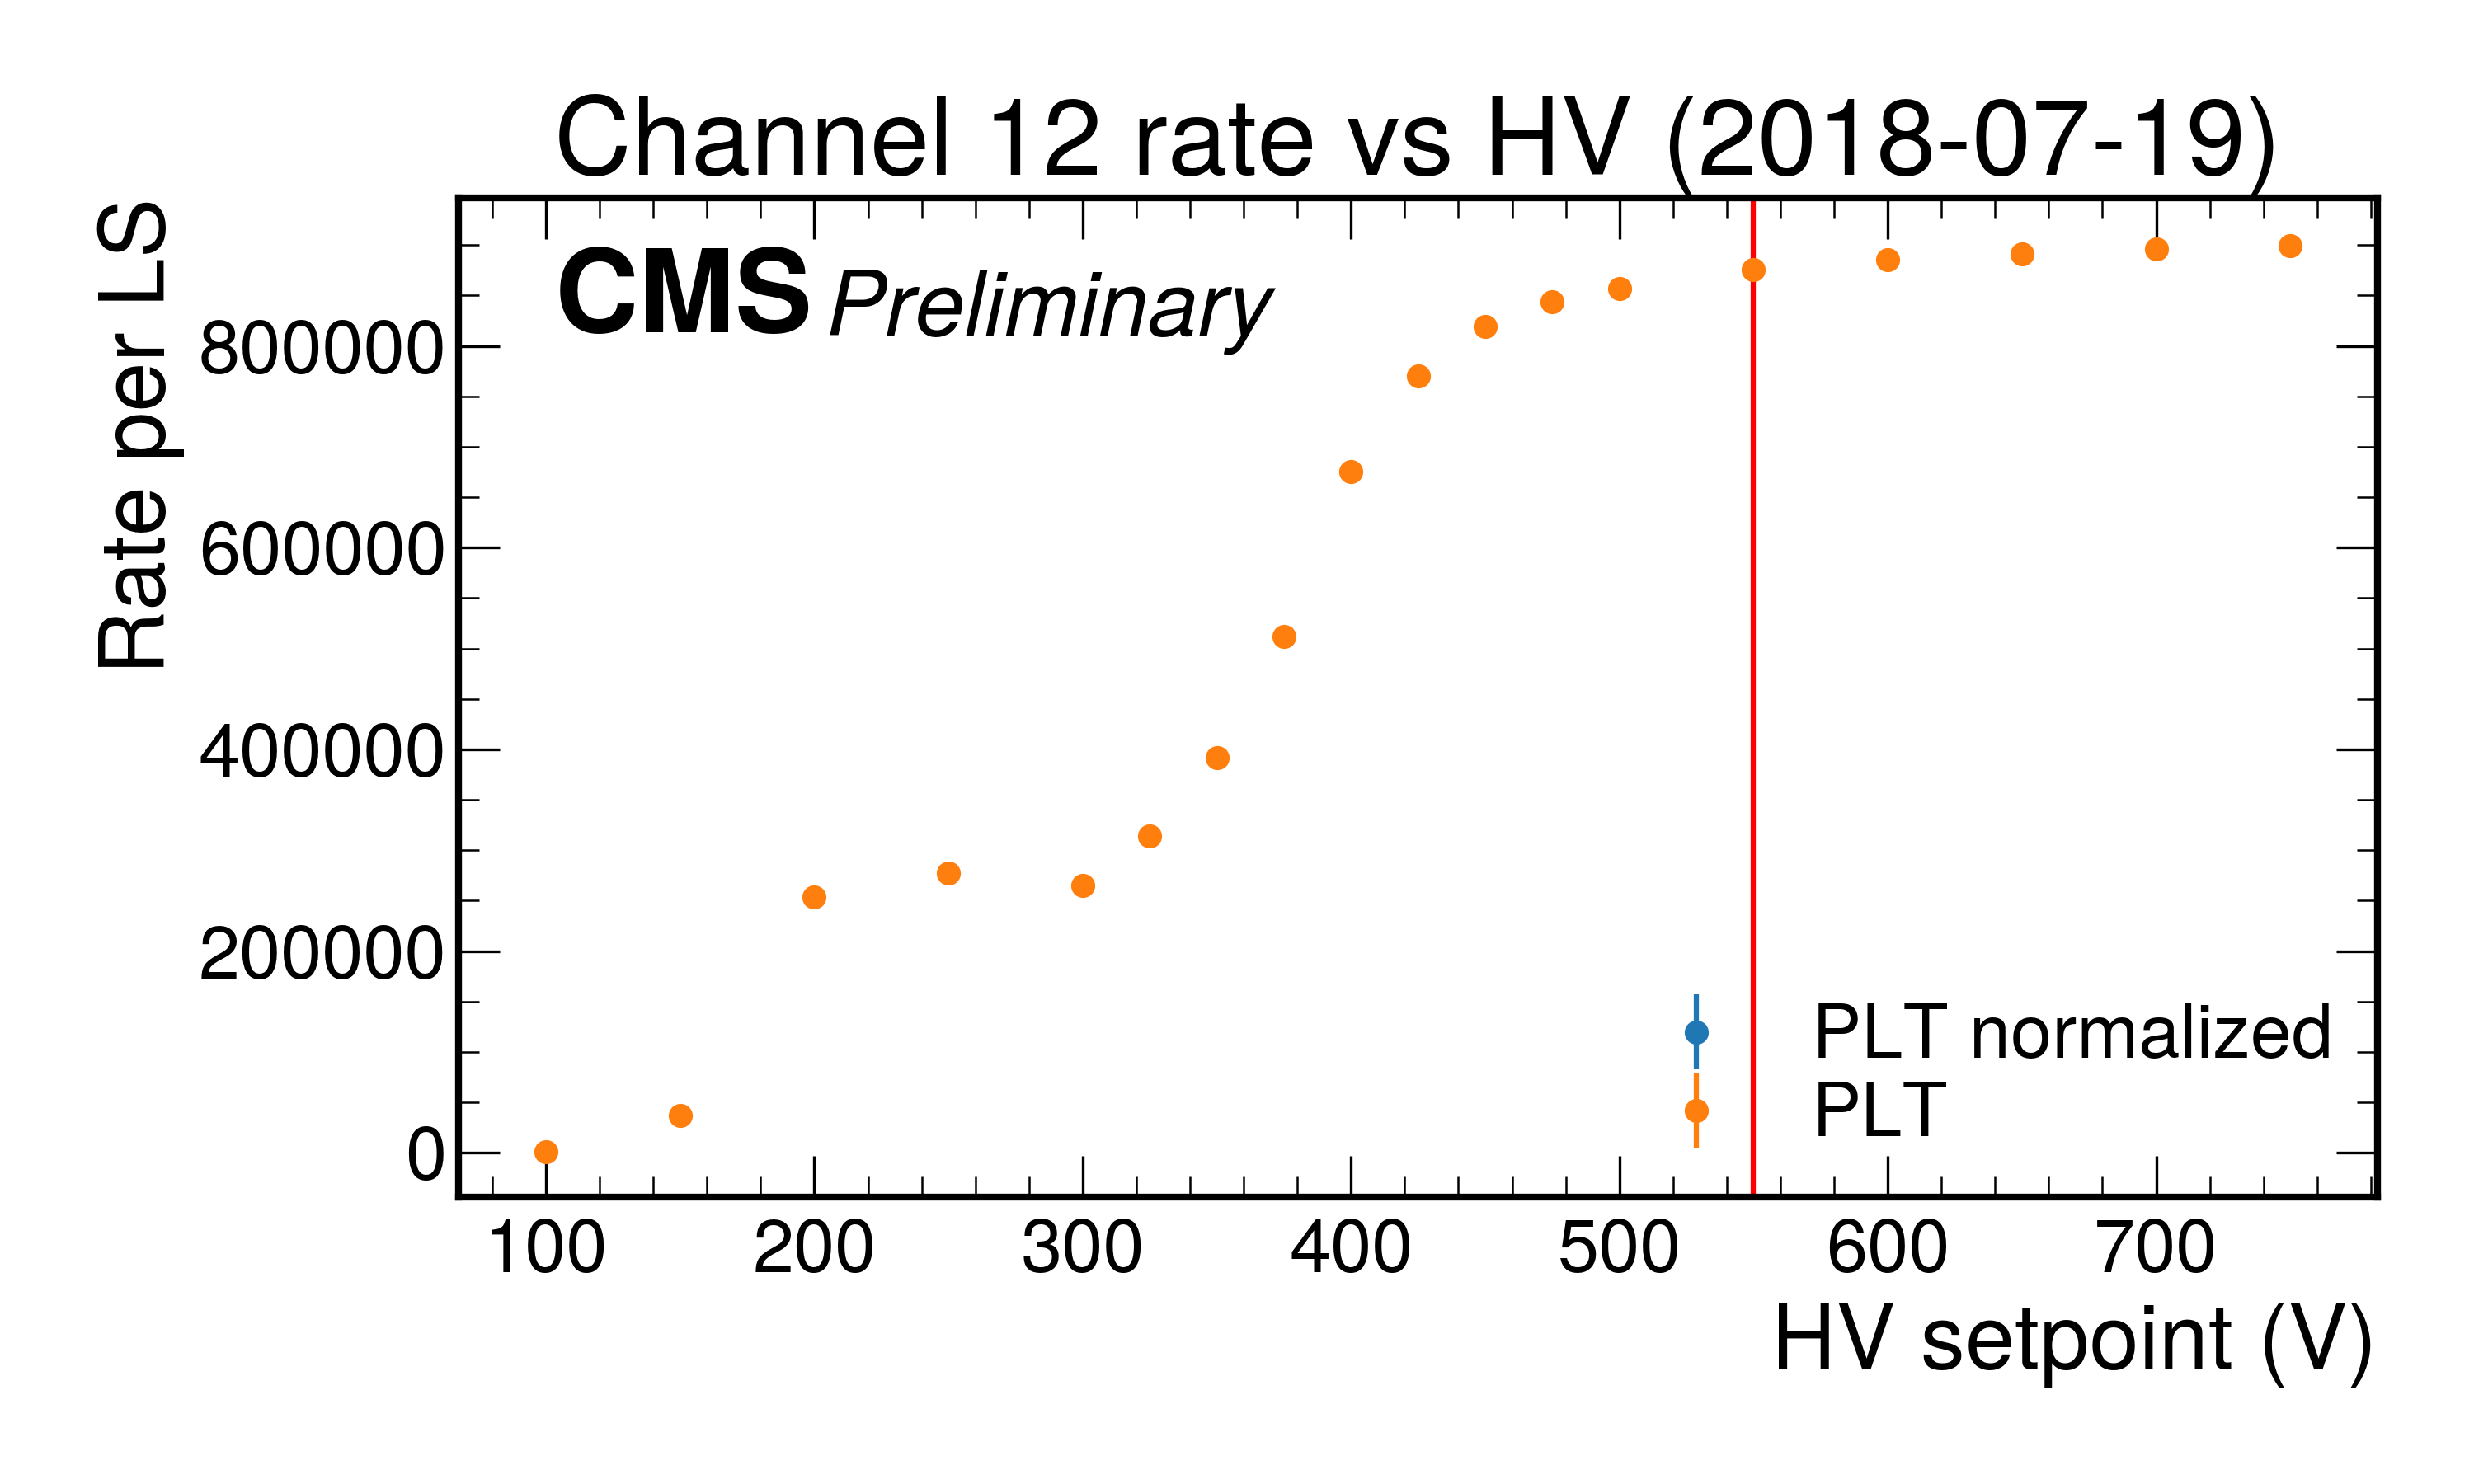 Channel 12 rate vs HV (2018-07-19)
CMS Preliminary
Rate per LS
800000
600000
400000
200000
0
PLT normalized
PLT
100 200 300 400 500 600 700
HV setpoint (V)